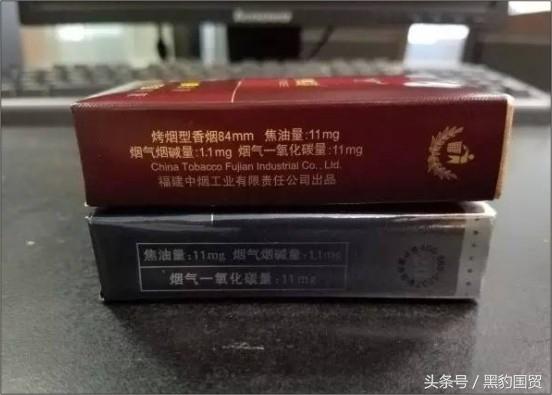 lenovo
烤烟型香烟84mm 焦油量:11mg
烟气烟碱量:1.1mg 烟气一氧化碳量:11mg
China Tobacco Fujian Industrial Co., Ltd.
福建中烟工业有限责任公司出品
焦油量:11mg 烟气烟碱量:1.1mg
烟气一氧化碳量:11mg
头条号 / 黑豹国贸